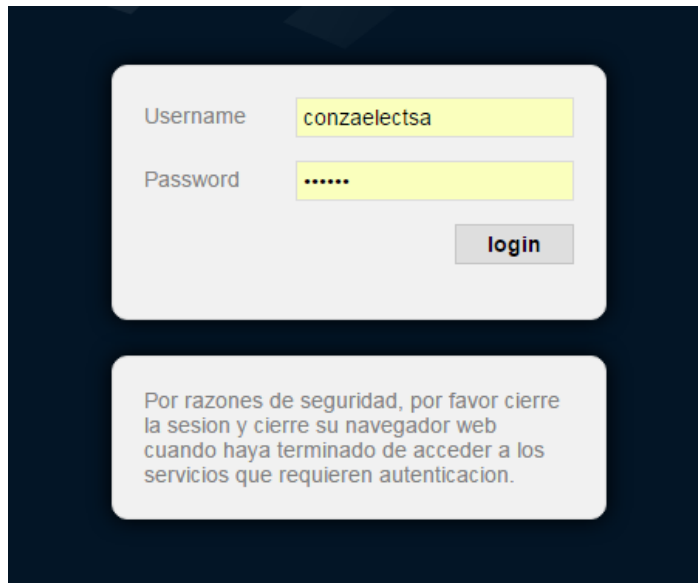 Username
conzaelectsa
Password
••••••
login
Por razones de seguridad, por favor cierre
la sesion y cierre su navegador web
cuando haya terminado de acceder a los
servicios que requieren autenticacion.